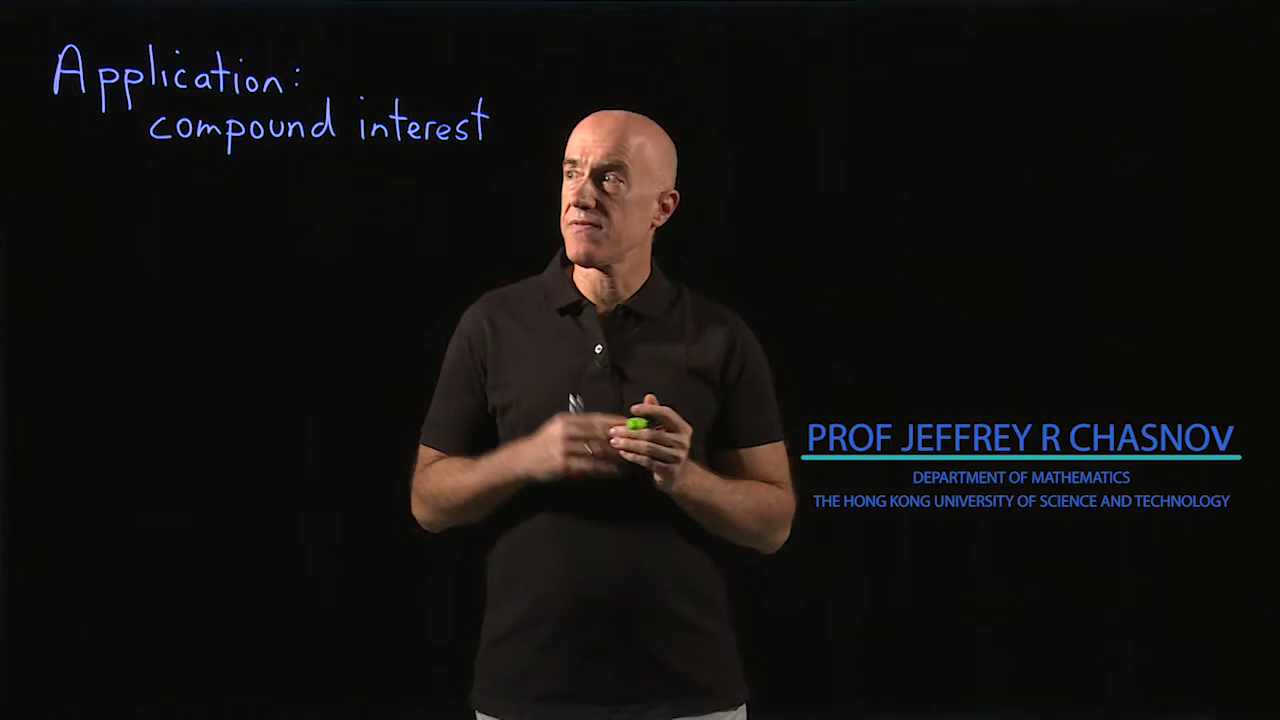 Application:
compound interest
PROF JEFFREY R CHASNOV
DEPARTMENT OF MATHEMATICS
THE HONG KONG UNIVERSITY OF SCIENCE AND TECHNOLOGY